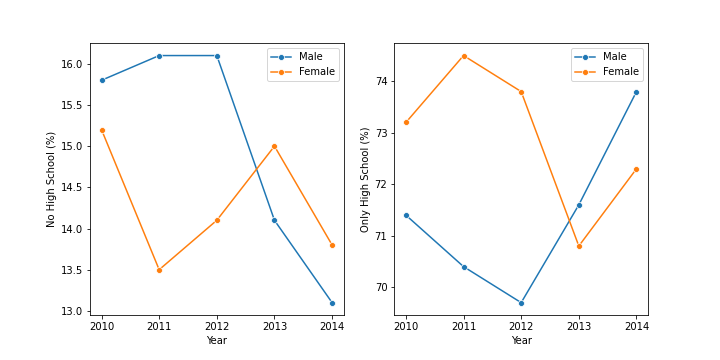 No High School (%)
16.0
15.5
15.0
14.5
14.0
13.5
13.0
2010 2011 2012 2013 2014
Year
Male
Female
Only High School (%)
74
73
72
71
70
2010 2011 2012 2013 2014
Year
Male
Female